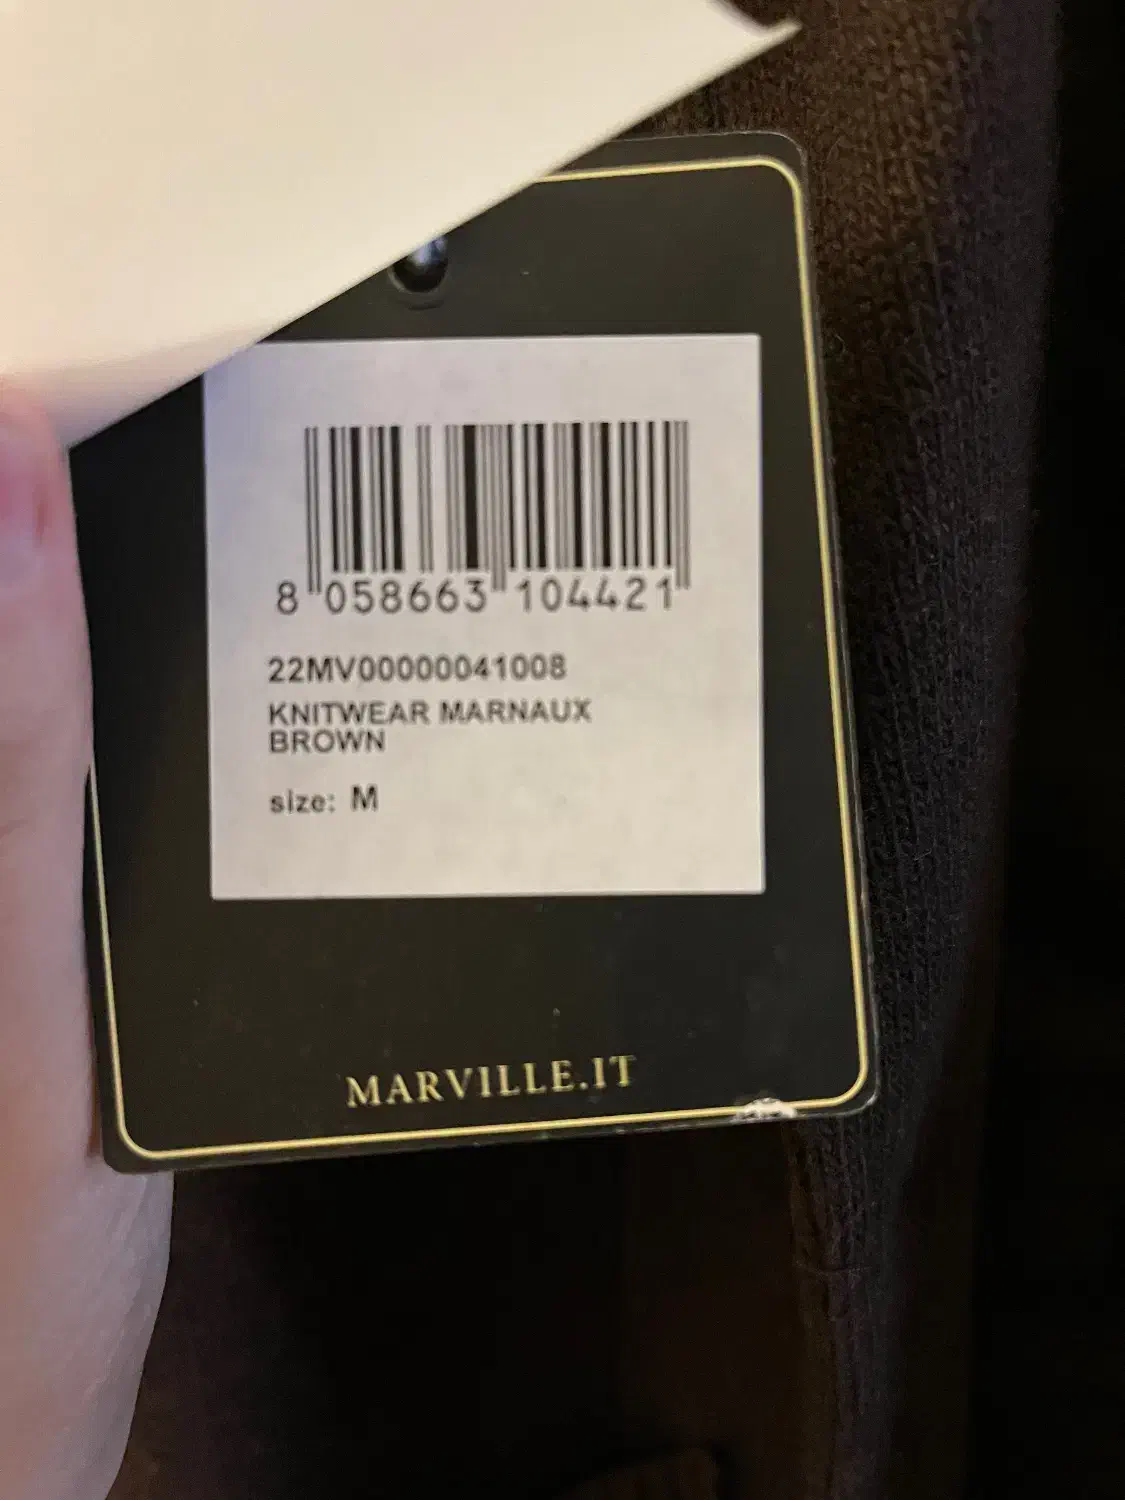 8 058663 104421
22MV00000041008
KNITWEAR MARNAUX
BROWN
size: M
MARVILLE.IT